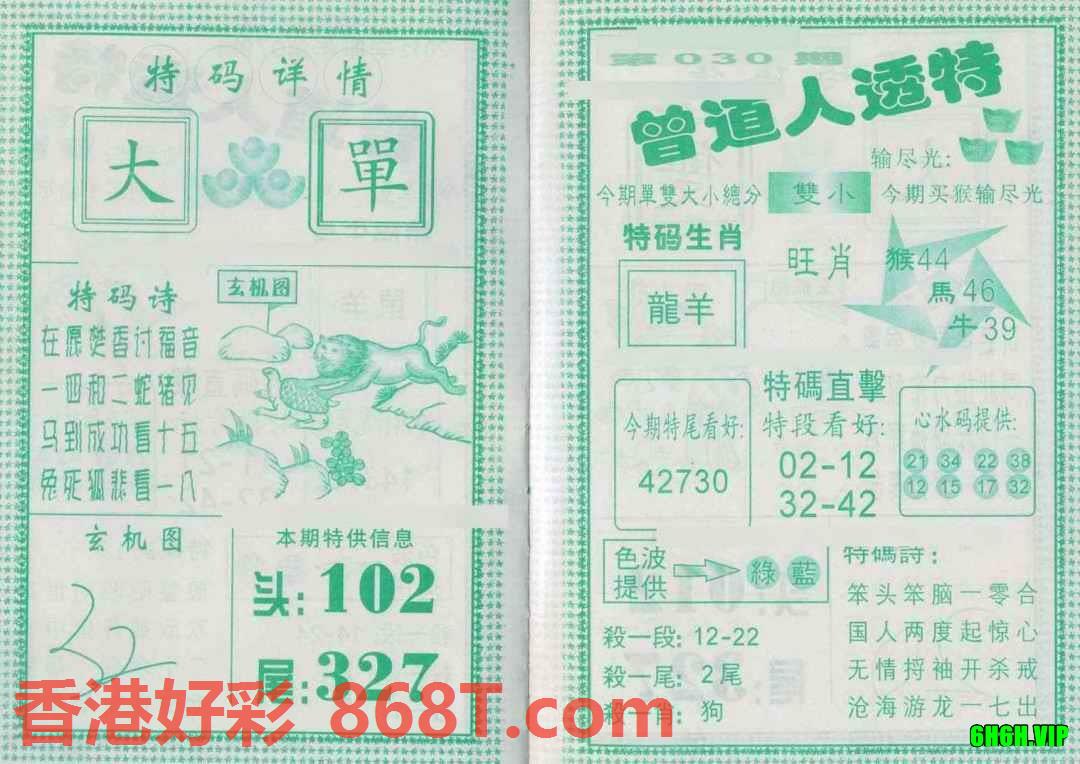 特码详情
大
單
特码诗
在愿焚香讨福音
一四和二蛇猪见
马到成功看十五
兔死狐悲看一八
玄机图
玄机图
本期特供信息
头: 102
尾: 327
第030期
曾道人透特
输尽光:
今期單雙大小總分
雙小
今期买猴输尽光
特码生肖
龍羊
旺肖
猴44
馬46
牛39
今期特尾看好:
42730
特碼直擊
特段看好:
02-12
32-42
心水码提供:
21 34 22 38
12 15 17 32
色波
提供
綠 藍
殺一段: 12-22
殺一尾: 2尾
殺一肖: 狗
特碼詩:
笨头笨脑一零合
国人两度起惊心
无情捋袖开杀戒
沧海游龙一七出
香港好彩 868T.com
6H6H.VIP